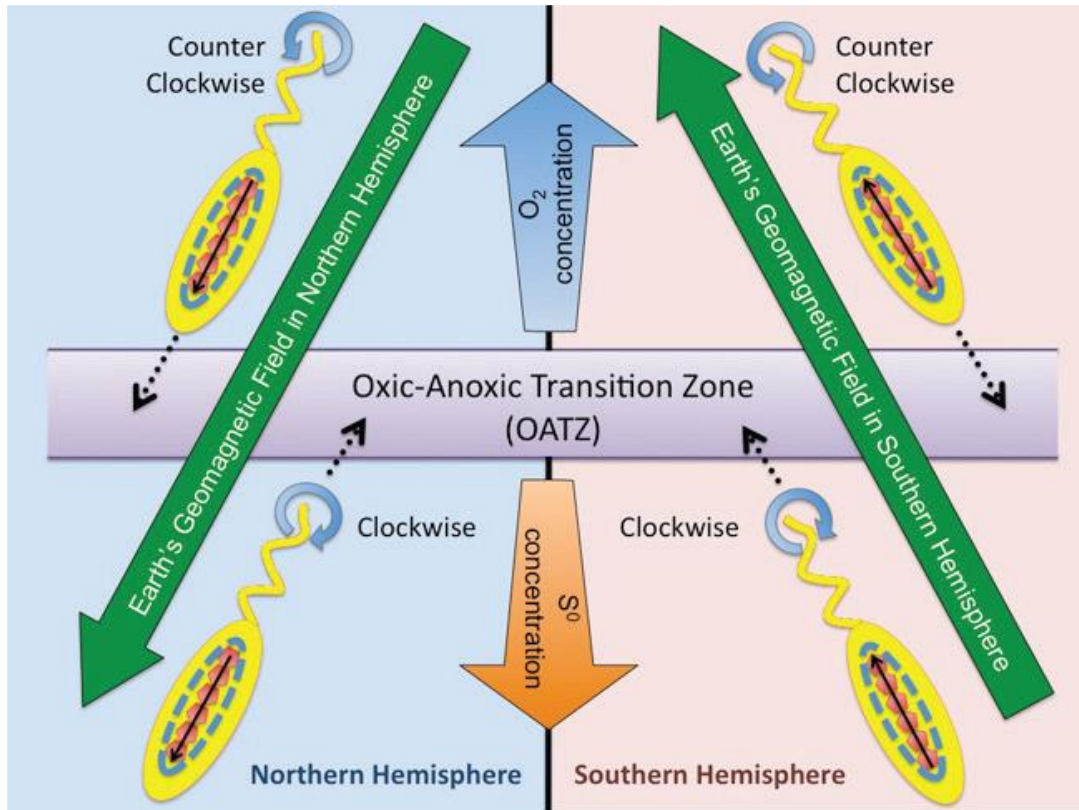 Counter
Clockwise
Earth's Geomagnetic Field in Northern Hemisphere
O2
concentration
Earth's Geomagnetic Field in Southern Hemisphere
Counter
Clockwise
Oxic-Anoxic Transition Zone
(OATZ)
Clockwise
S0
concentration
Clockwise
Northern Hemisphere
Southern Hemisphere